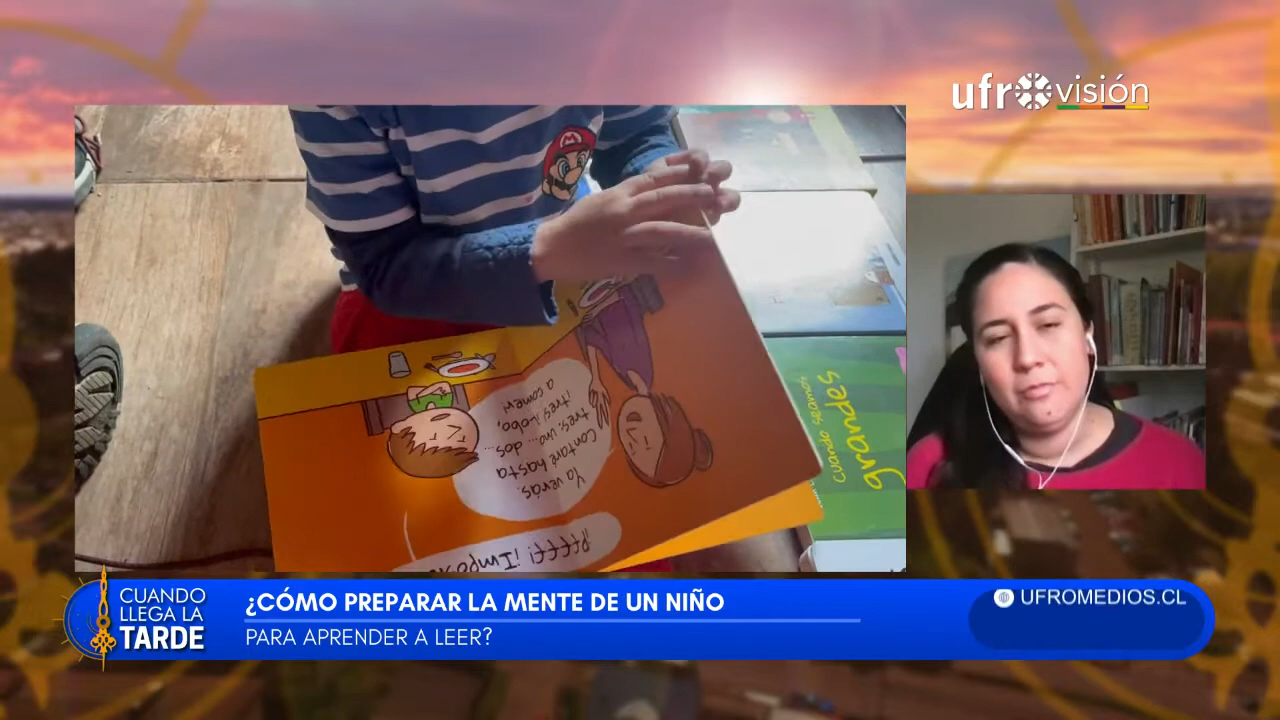 ufrovisión
cuando seamos
grandes
Ya verás.
Contaré hasta
tres, uno... dos...
¡tres, Lobo,
a comer!
¡Pffff!
CUANDO
LLEGA LA
TARDE
¿CÓMO PREPARAR LA MENTE DE UN NIÑO
PARA APRENDER A LEER?
UFROMEDIOS.CL